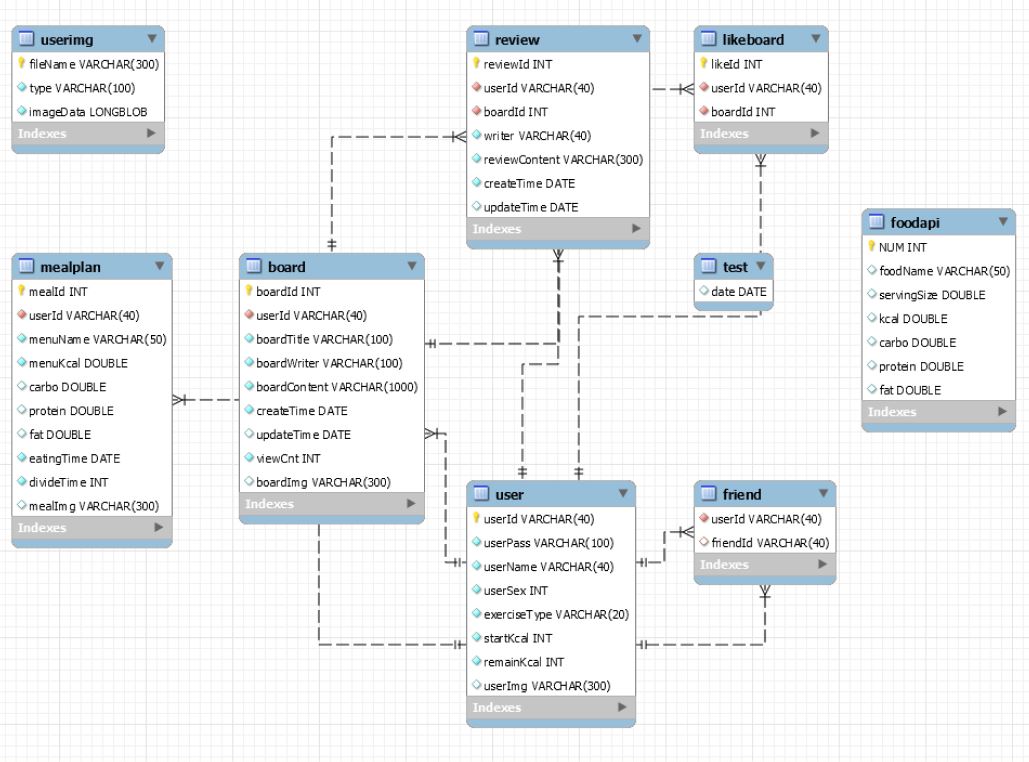 userimg
fileName VARCHAR(300)
type VARCHAR(100)
imageData LONGBLOB
Indexes
review
reviewId INT
userId VARCHAR(40)
boardId INT
writer VARCHAR(40)
reviewContent VARCHAR(300)
createTime DATE
updateTime DATE
Indexes
likeboard
likeId INT
userId VARCHAR(40)
boardId INT
Indexes
foodapi
NUM INT
foodName VARCHAR(50)
servingSize DOUBLE
kcal DOUBLE
carbo DOUBLE
protein DOUBLE
fat DOUBLE
Indexes
mealplan
mealId INT
userId VARCHAR(40)
menuName VARCHAR(50)
menuKcal DOUBLE
carbo DOUBLE
protein DOUBLE
fat DOUBLE
eatingTime DATE
divideTime INT
mealImg VARCHAR(300)
Indexes
board
boardId INT
userId VARCHAR(40)
boardTitle VARCHAR(100)
boardWriter VARCHAR(100)
boardContent VARCHAR(1000)
createTime DATE
updateTime DATE
viewCnt INT
boardImg VARCHAR(300)
Indexes
test
date DATE
user
userId VARCHAR(40)
userPass VARCHAR(100)
userName VARCHAR(40)
userSex INT
exerciseType VARCHAR(20)
startKcal INT
remainKcal INT
userImg VARCHAR(300)
Indexes
friend
userId VARCHAR(40)
friendId VARCHAR(40)
Indexes